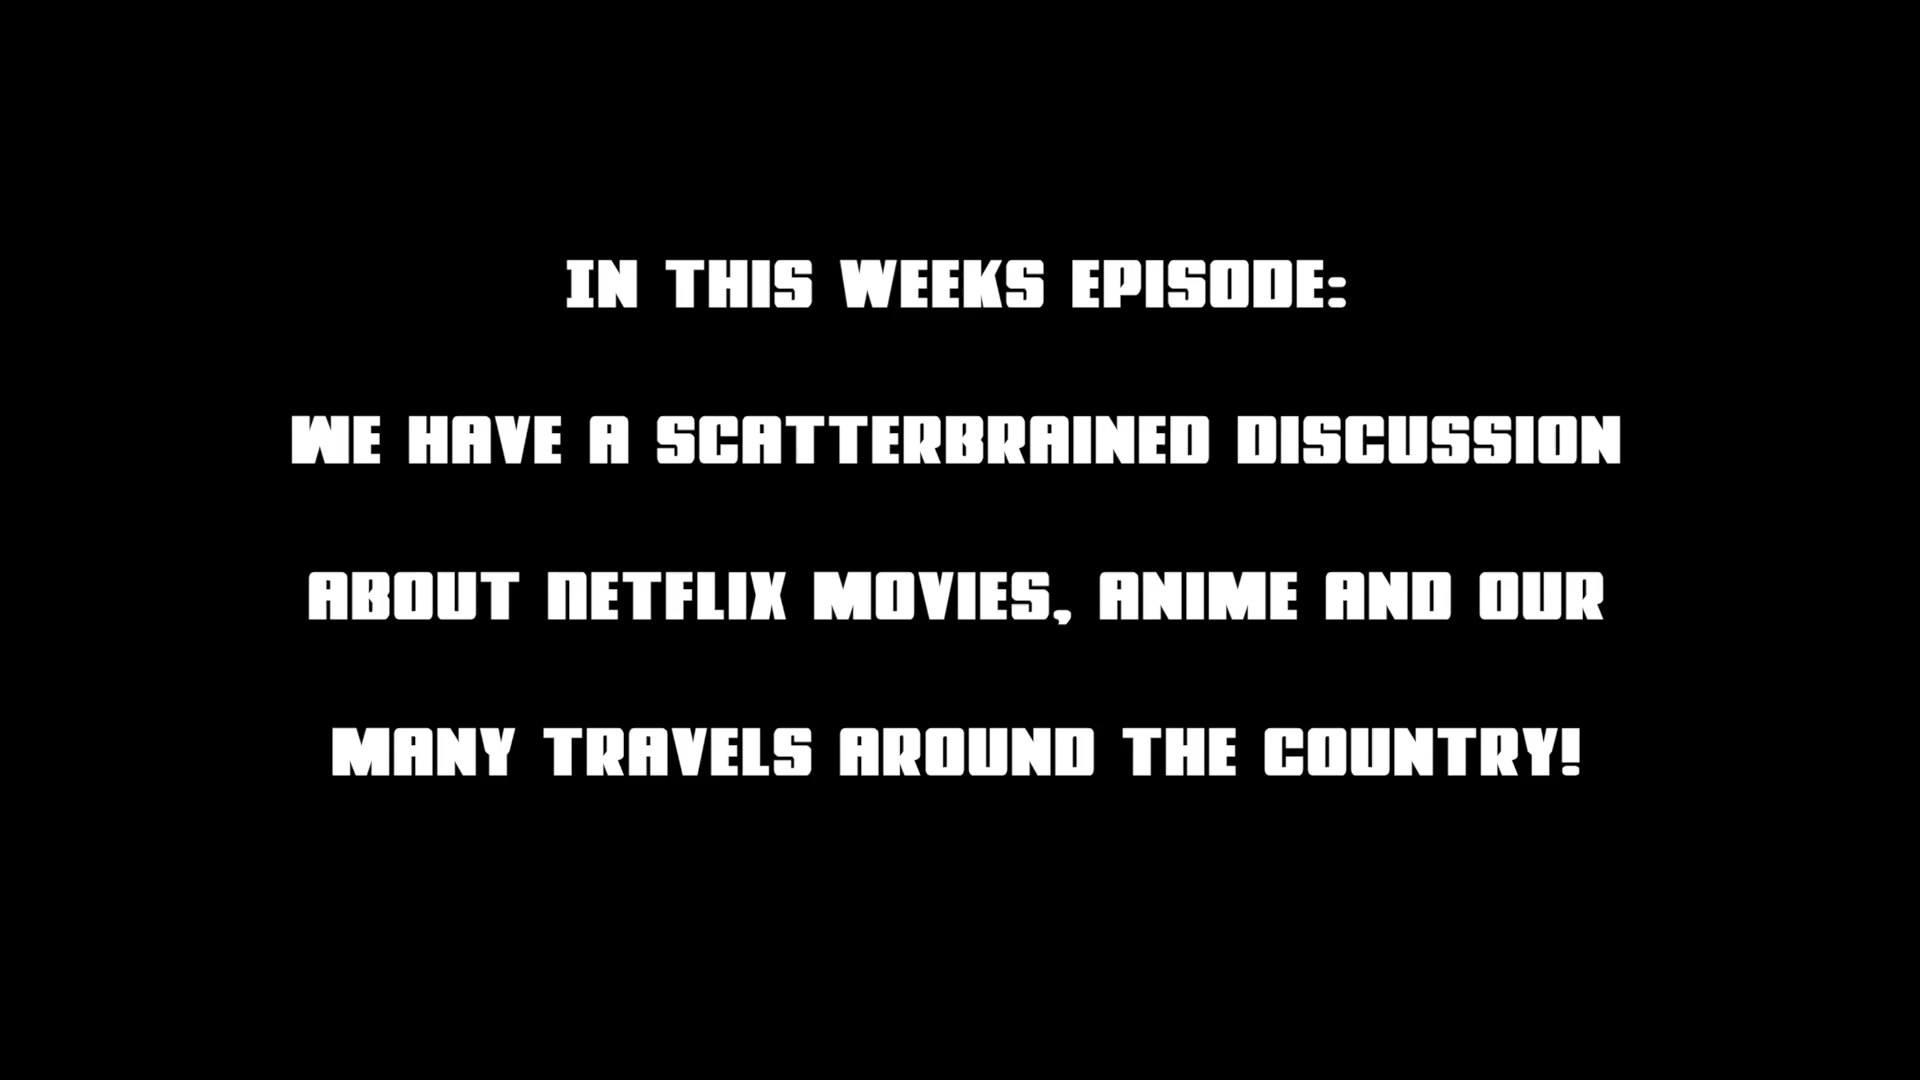 IN THIS WEEKS EPISODE:
WE HAVE A SCATTERBRAINED DISCUSSION
ABOUT NETFLIX MOVIES, ANIME AND OUR
MANY TRAVELS AROUND THE COUNTRY!